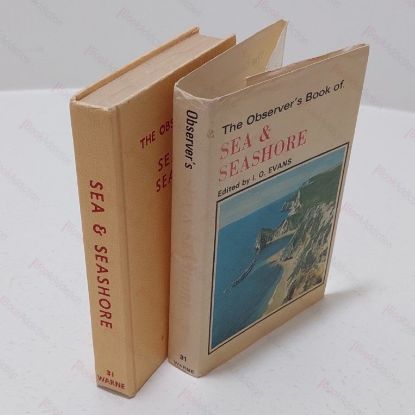 SEA & SEASHORE
31
WARNE
THE OBS
SE
SEA
Observer's
31
WARNE
The Observer's Book of
SEA &
SEASHORE
Edited by I. O. EVANS